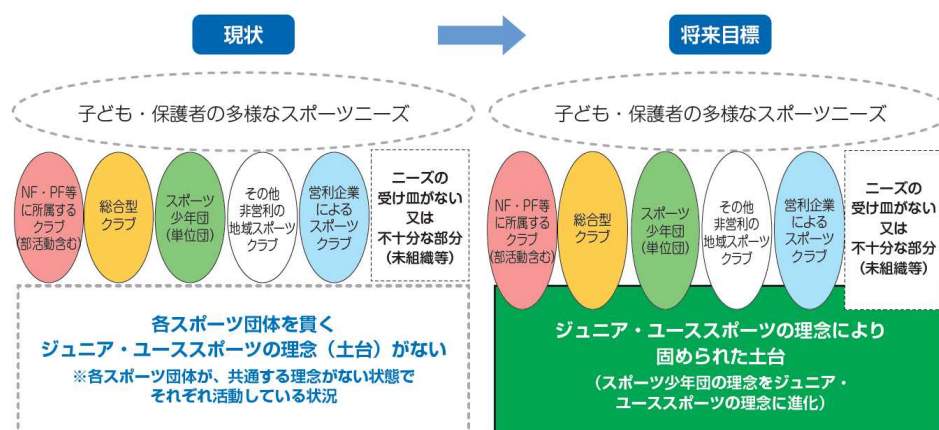 現状
将来目標
子ども・保護者の多様なスポーツニーズ
NF・PF等
に所属する
クラブ
(部活動含む)
総合型
クラブ
スポーツ
少年団
(単位団)
その他
非営利の
地域スポーツ
クラブ
営利企業
による
スポーツ
クラブ
ニーズの
受け皿がない
又は
不十分な部分
(未組織等)
各スポーツ団体を貫く
ジュニア・ユーススポーツの理念(土台)がない
※各スポーツ団体が、共通する理念がない状態で
それぞれ活動している状況
子ども・保護者の多様なスポーツニーズ
NF・PF等
に所属する
クラブ
(部活動含む)
総合型
クラブ
スポーツ
少年団
(単位団)
その他
非営利の
地域スポーツ
クラブ
営利企業
による
スポーツ
クラブ
ニーズの
受け皿がない
又は
不十分な部分
(未組織等)
ジュニア・ユーススポーツの理念により
固められた土台
(スポーツ少年団の理念をジュニア・
ユーススポーツの理念に進化)